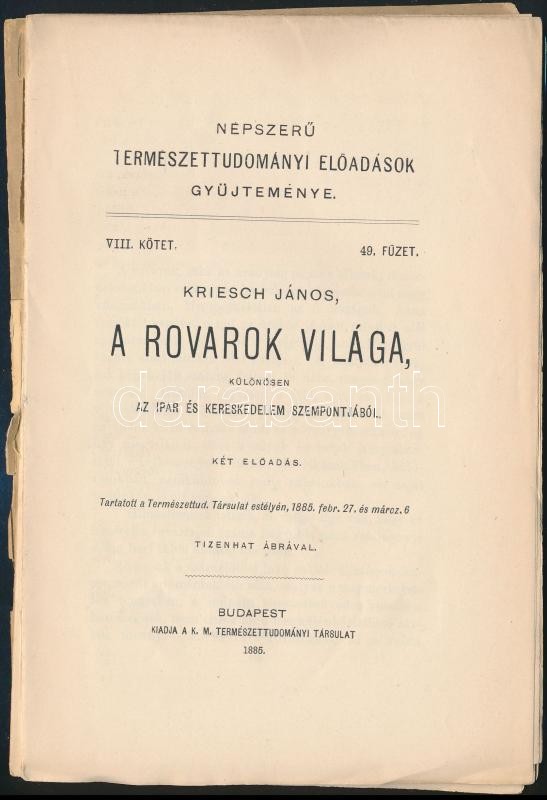 NÉPSZERŰ
TERMÉSZETTUDOMÁNYI ELŐADÁSOK
GYŰJTEMÉNYE.
VIII. KÖTET. 49. FÜZET.
KRIESCH JÁNOS,
A ROVAROK VILÁGA,
KÜLÖNÖSEN
AZ IPAR ÉS KERESKEDELEM SZEMPONTJÁBÓL.
darabanth
KÉT ELŐADÁS.
Tartatott a Természettud. Társulat estélyén, 1885. febr. 27. és márcz. 6
TIZENHAT ÁBRÁVAL.
BUDAPEST
KIADJA A K. M. TERMÉSZETTUDOMÁNYI TÁRSULAT
1885.